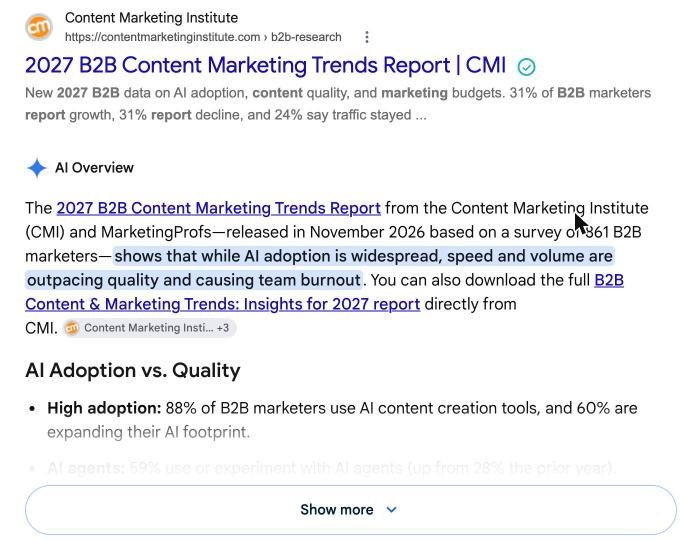 Content Marketing Institute
https://contentmarketinginstitute.com › b2b-research
2027 B2B Content Marketing Trends Report | CMI
New 2027 B2B data on AI adoption, content quality, and marketing budgets. 31% of B2B marketers
report growth, 31% report decline, and 24% say traffic stayed ...
AI Overview
The 2027 B2B Content Marketing Trends Report from the Content Marketing Institute
(CMI) and MarketingProfs—released in November 2026 based on a survey of 861 B2B
marketers—shows that while AI adoption is widespread, speed and volume are
outpacing quality and causing team burnout. You can also download the full B2B
Content & Marketing Trends: Insights for 2027 report directly from
CMI. cm Content Marketing Insti... +3
AI Adoption vs. Quality
• High adoption: 88% of B2B marketers use AI content creation tools, and 60% are
expanding their AI footprint.
• AI agents: 59% use or experiment with AI agents (up from 28% the prior year).
Show more